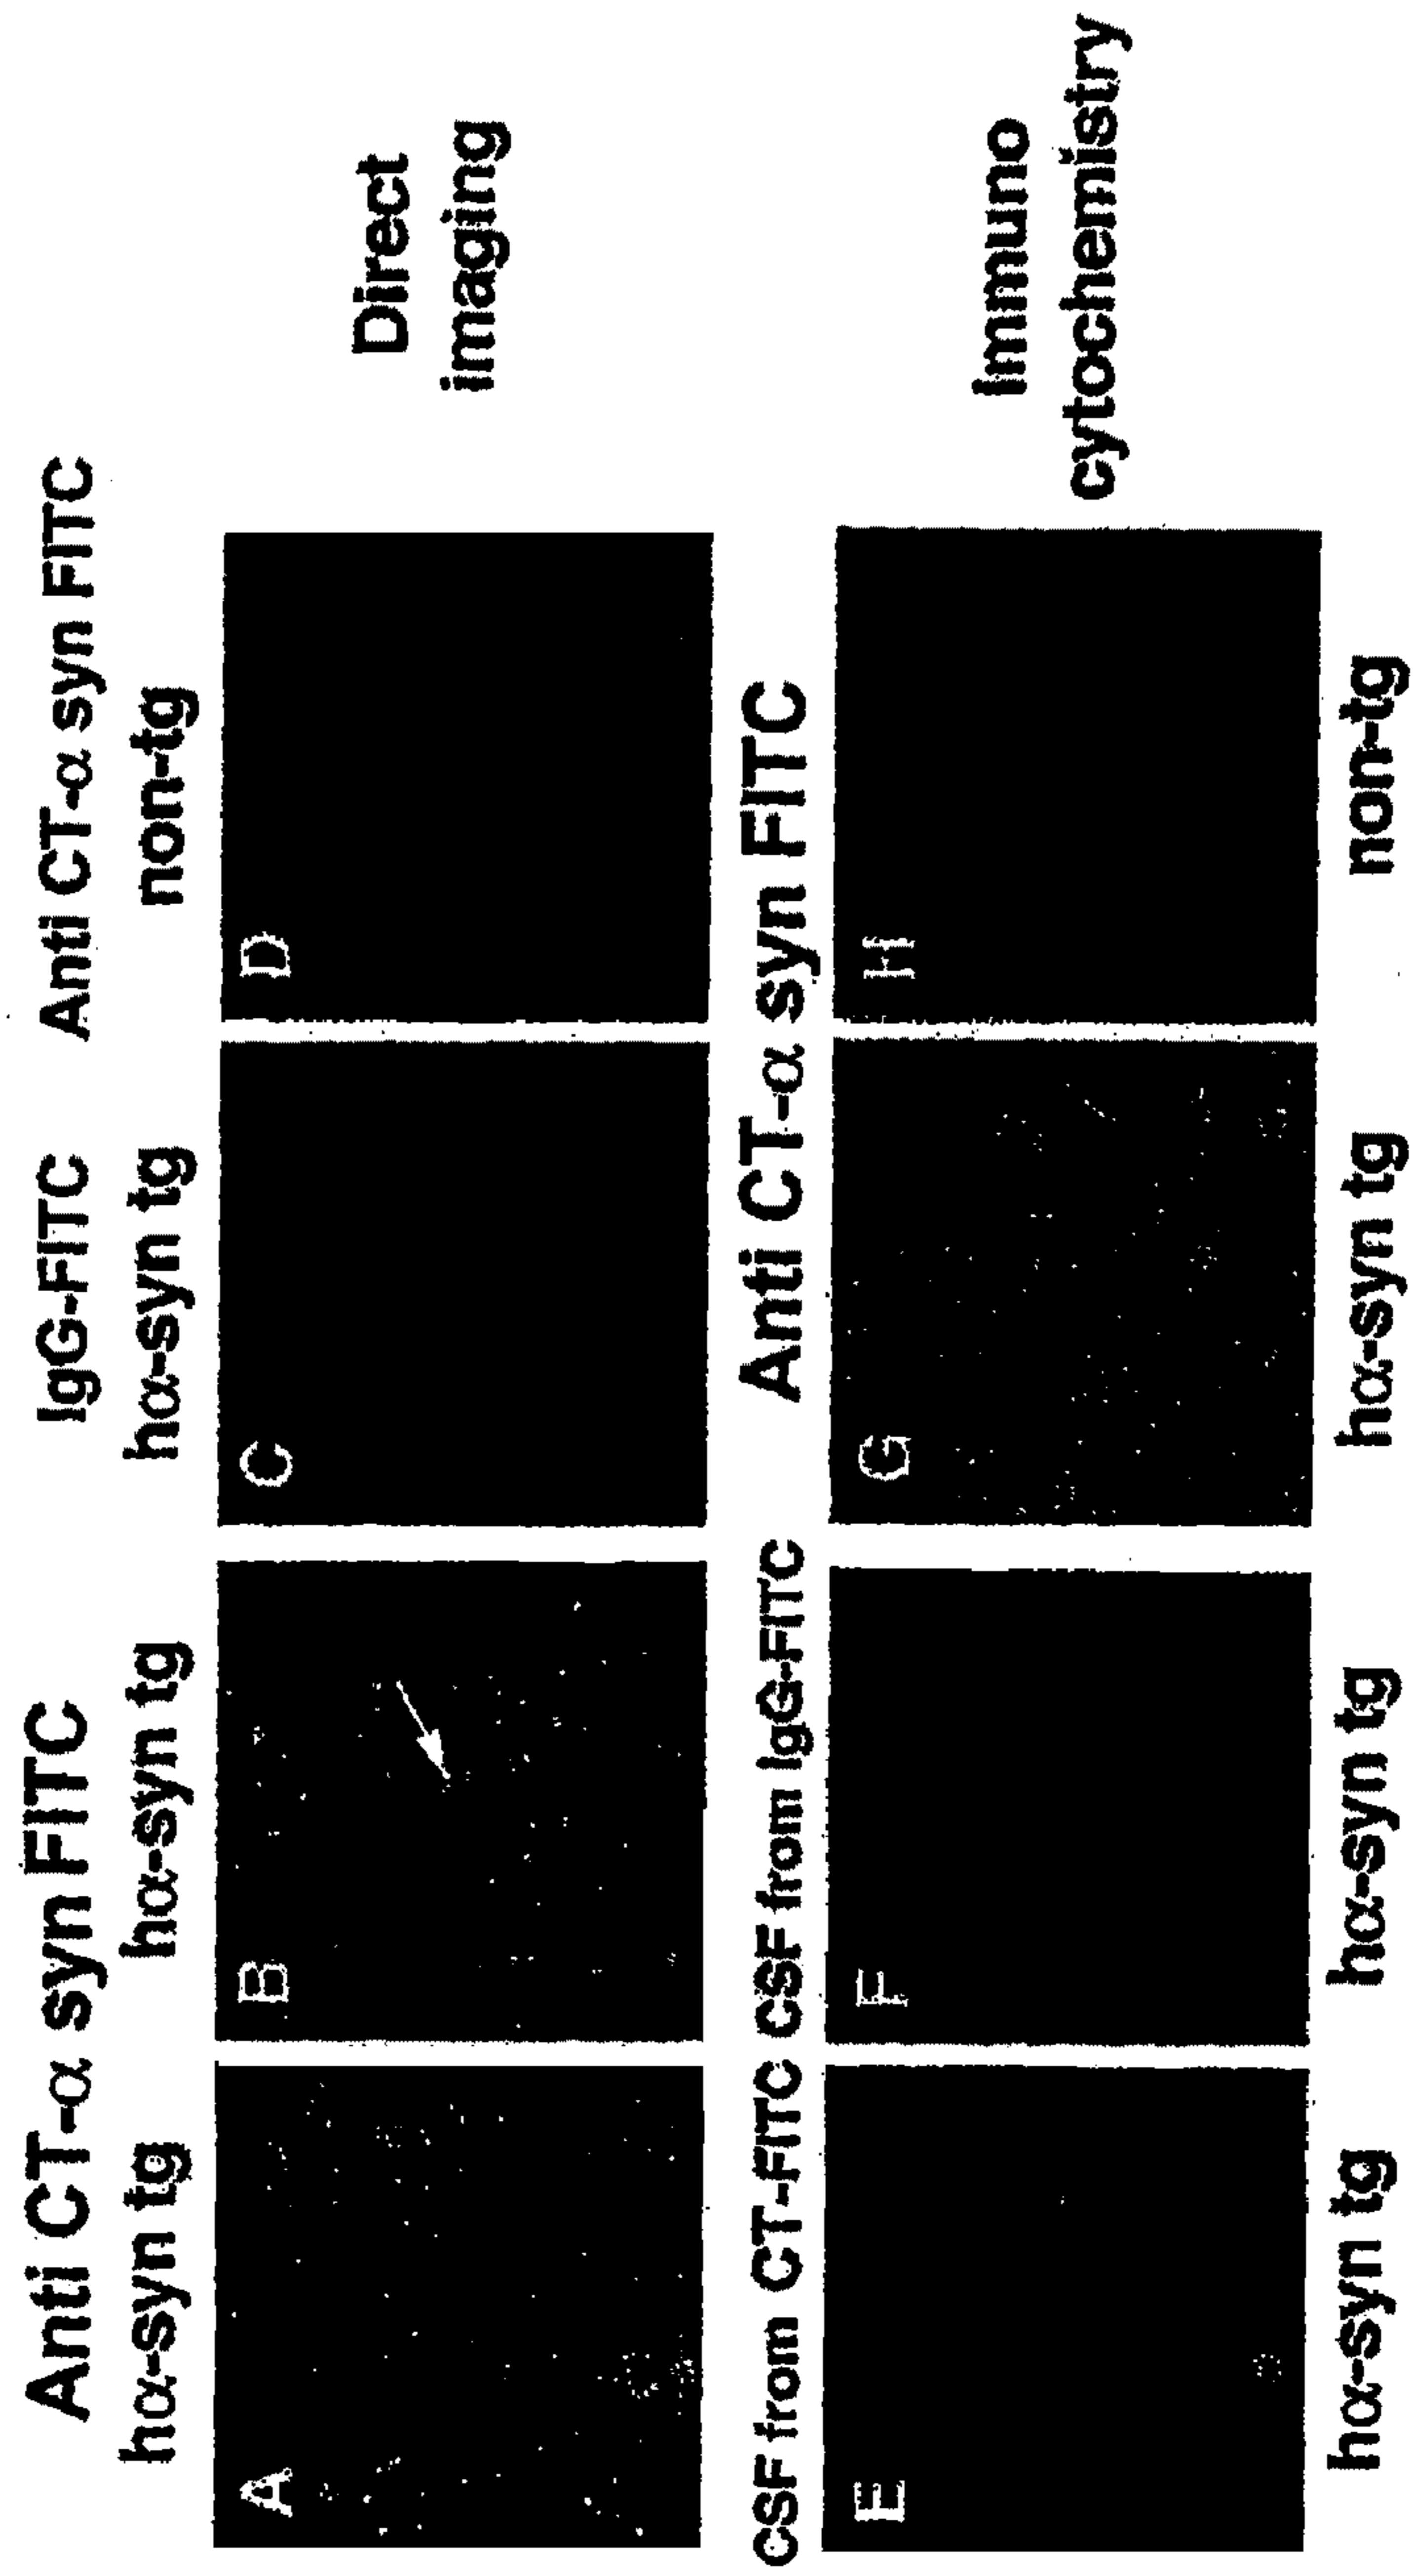 Anti CT-α syn FITC IgG-FITC Anti CT-α syn FITC
hα-syn tg hα-syn tg hα-syn tg non-tg
A B C D
Direct
imaging
CSF from CT-FITC CSF from IgG-FITC Anti CT-α syn FITC
E F G H
Immuno
cytochemistry
hα-syn tg hα-syn tg hα-syn tg non-tg